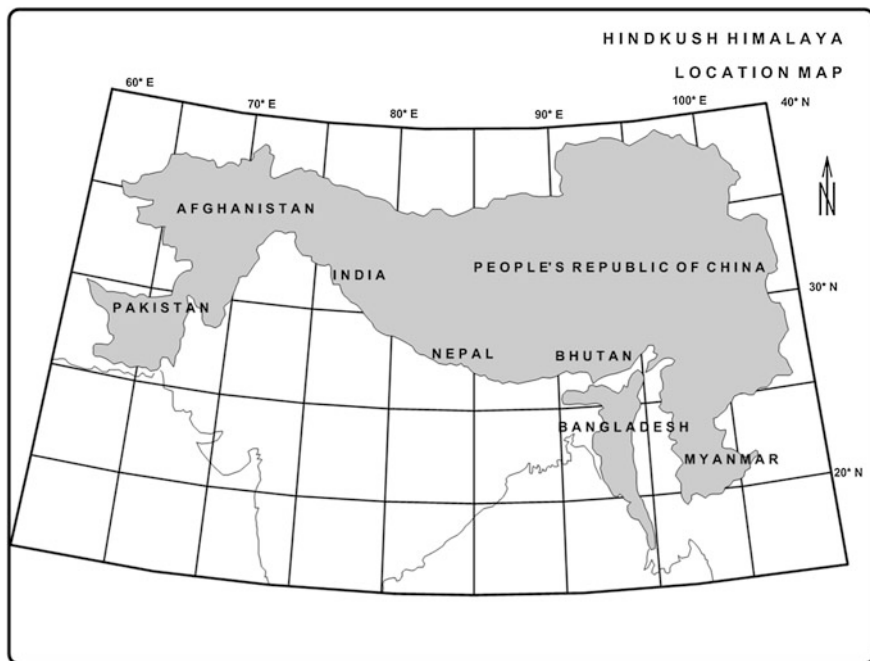 HINDKUSH HIMALAYA
LOCATION MAP
60° E
70° E
80° E
90° E
100° E
40° N
N
AFGHANISTAN
INDIA
PEOPLE'S REPUBLIC OF CHINA
30° N
PAKISTAN
NEPAL
BHUTAN
BANGLADESH
MYANMAR
20° N